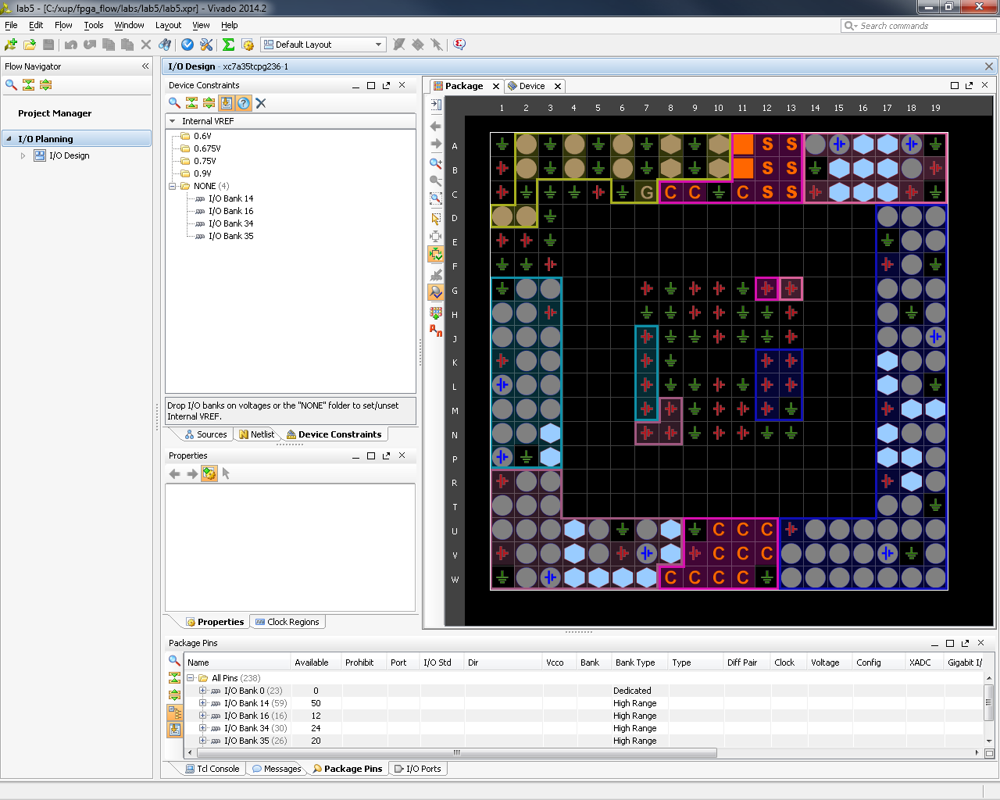 lab5 - [C:/xup/fpga_flow/labs/lab5/lab5.xpr] - Vivado 2014.2
File Edit Flow Tools Window Layout View Help
Search commands
Default Layout
Flow Navigator
Project Manager
I/O Planning
I/O Design
I/O Design - xc7a35tcpg236-1
Device Constraints
Internal VREF
0.6V
0.675V
0.75V
0.9V
NONE (4)
I/O Bank 14
I/O Bank 16
I/O Bank 34
I/O Bank 35
Drop I/O banks on voltages or the "NONE" folder to set/unset
Internal VREF.
Sources Netlist Device Constraints
Properties
Properties Clock Regions
Package Device
1 2 3 4 5 6 7 8 9 10 11 12 13 14 15 16 17 18 19
A S S
B S S
C G C C C S S
D
E
F
G
H
J
K
L
M
N
P
R
T
U C C C
V C C C
W C C C C
Package Pins
Name Available Prohibit Port I/O Std Dir Vcco Bank Bank Type Type Diff Pair Clock Voltage Config XADC Gigabit I/
All Pins (238)
I/O Bank 0 (23) 0 Dedicated
I/O Bank 14 (59) 50 High Range
I/O Bank 16 (16) 12 High Range
I/O Bank 34 (30) 24 High Range
I/O Bank 35 (26) 20 High Range
Tcl Console Messages Package Pins I/O Ports